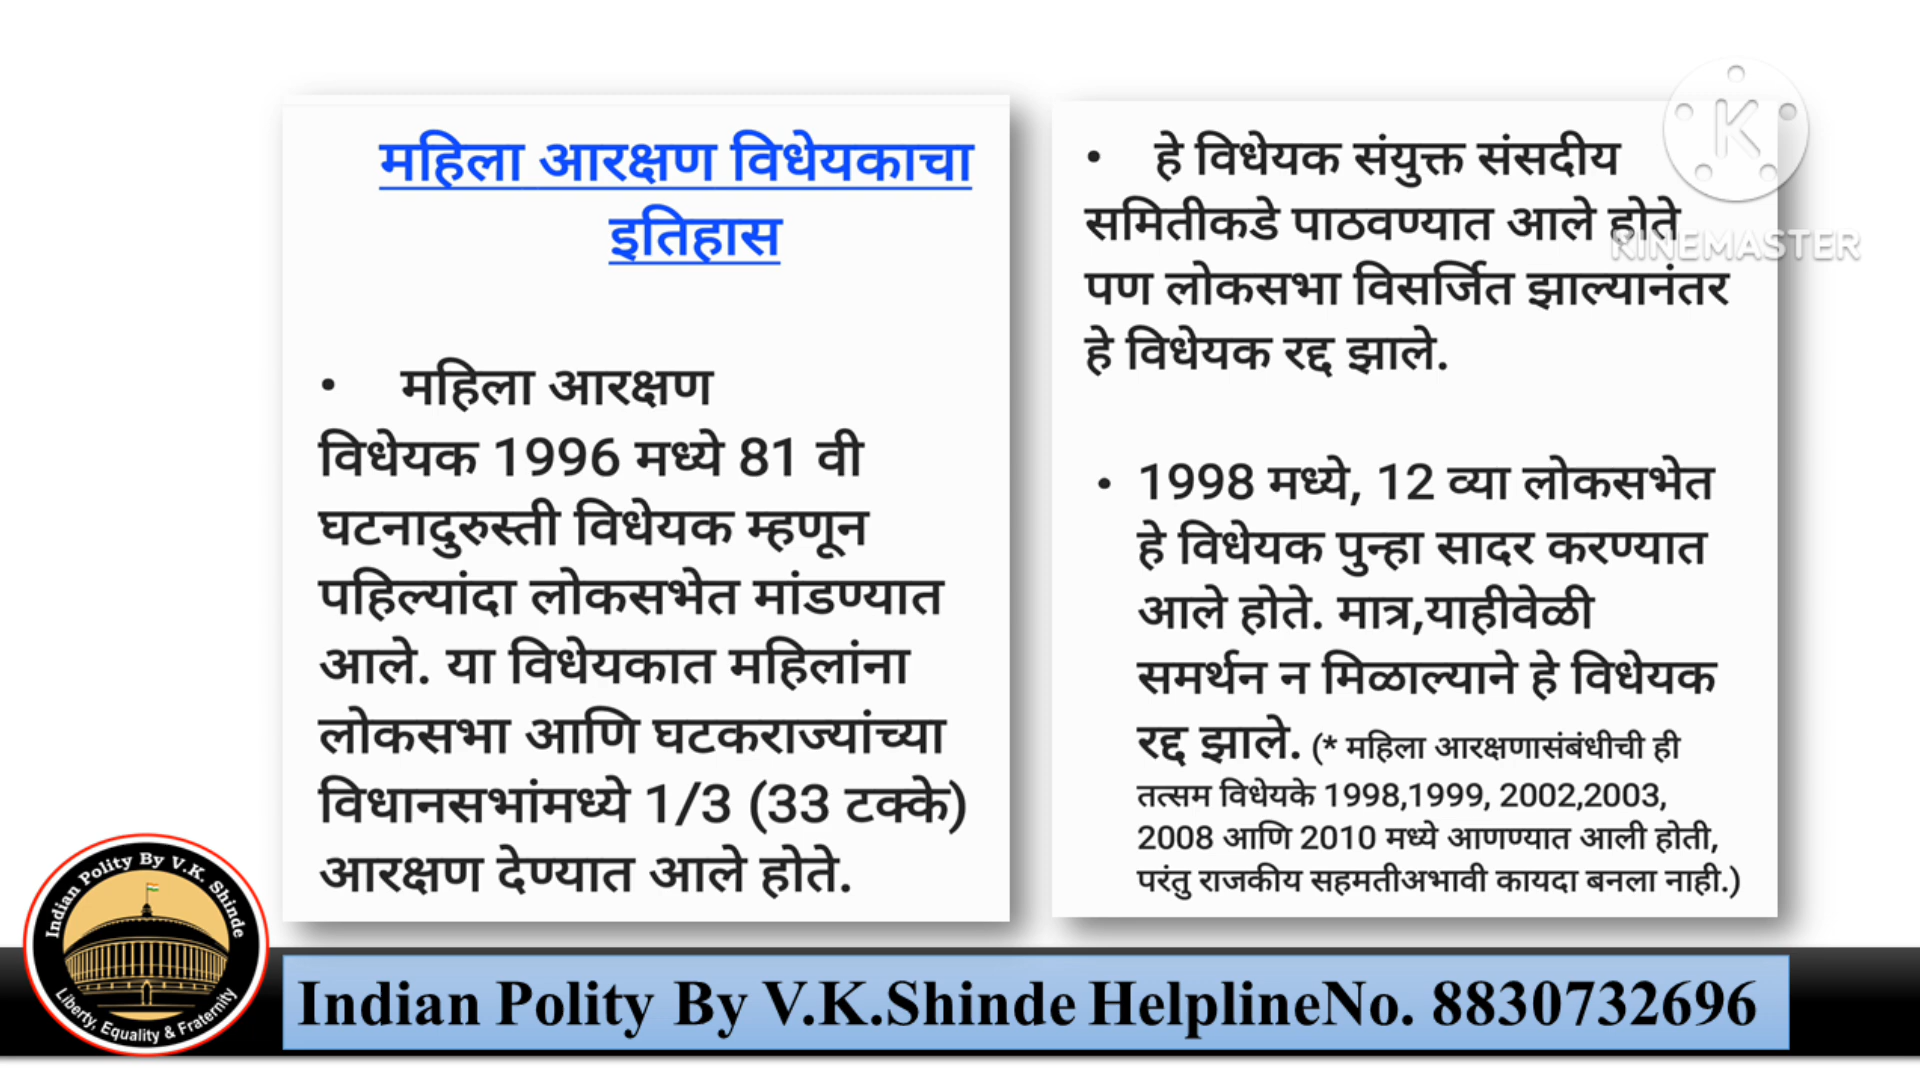 महिला आरक्षण विधेयकाचा
इतिहास
• महिला आरक्षण
विधेयक 1996 मध्ये 81 वी
घटनादुरुस्ती विधेयक म्हणून
पहिल्यांदा लोकसभेत मांडण्यात
आले. या विधेयकात महिलांना
लोकसभा आणि घटकराज्यांच्या
विधानसभांमध्ये 1/3 (33 टक्के)
आरक्षण देण्यात आले होते.
• हे विधेयक संयुक्त संसदीय
समितीकडे पाठवण्यात आले होते
पण लोकसभा विसर्जित झाल्यानंतर
हे विधेयक रद्द झाले.
• 1998 मध्ये, 12 व्या लोकसभेत
हे विधेयक पुन्हा सादर करण्यात
आले होते. मात्र,याहीवेळी
समर्थन न मिळाल्याने हे विधेयक
रद्द झाले. (* महिला आरक्षणासंबंधीची ही
तत्सम विधेयके 1998,1999, 2002,2003,
2008 आणि 2010 मध्ये आणण्यात आली होती,
परंतु राजकीय सहमतीअभावी कायदा बनला नाही.)
K
KINEMASTER
Indian Polity By V.K. Shinde
Liberty, Equality & Fraternity
Indian Polity By V.K.Shinde HelplineNo. 8830732696